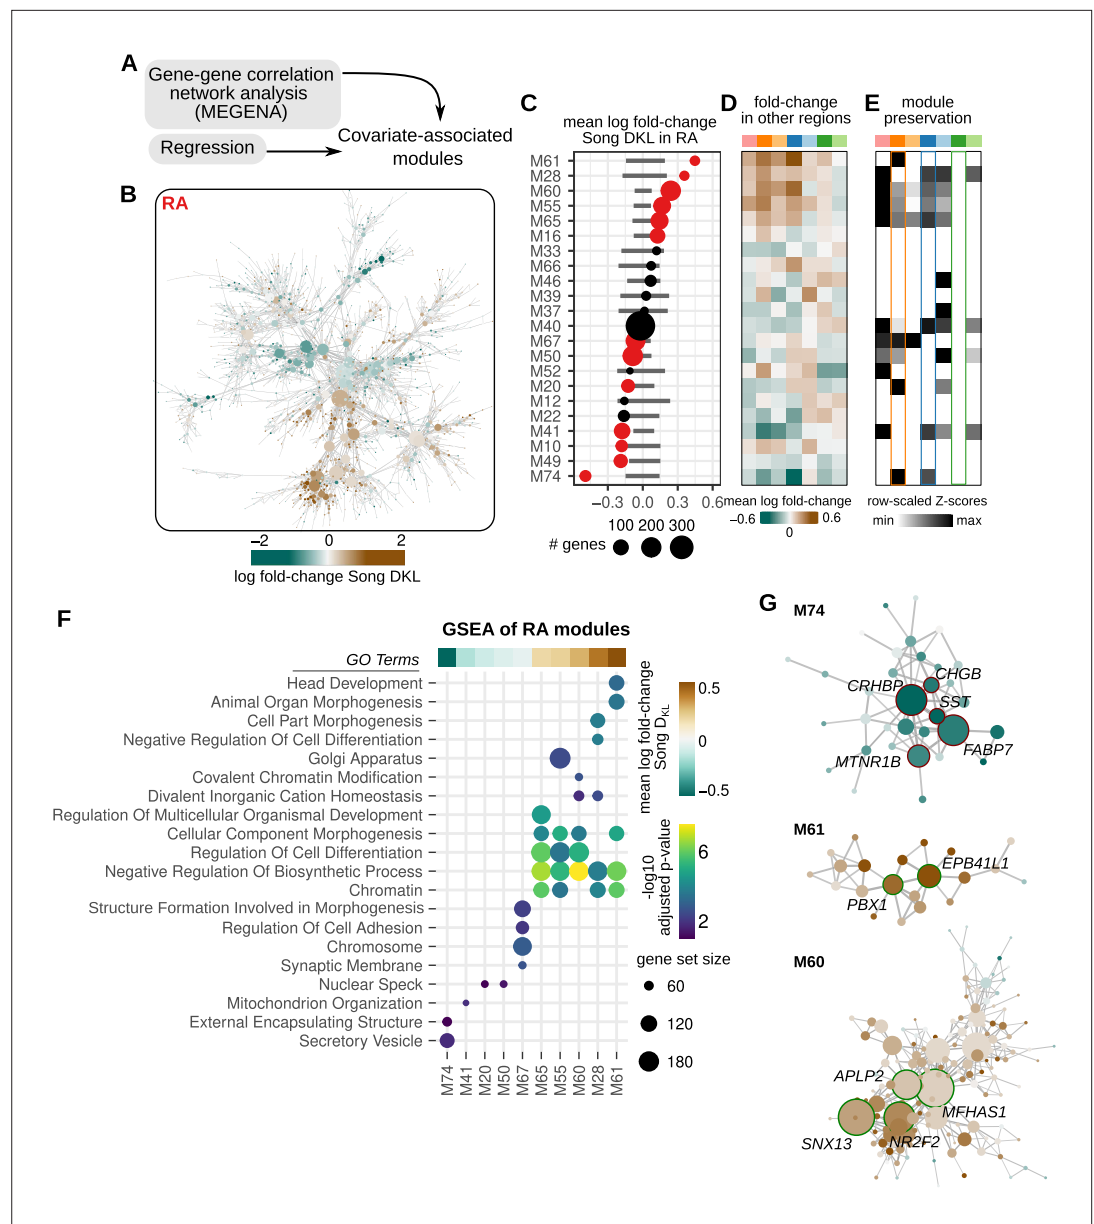 A
Gene-gene correlation
network analysis
(MEGENA)
Regression
Covariate-associated
modules
B
RA
−2
0
2
log fold-change Song DKL
C
mean log fold-change
Song DKL in RA
M61
M28
M60
M55
M65
M16
M33
M66
M46
M39
M37
M40
M67
M50
M52
M20
M12
M22
M41
M10
M49
M74
−0.3
0.0
0.3
0.6
100 200 300
# genes
D
fold-change
in other regions
mean log fold-change
−0.6
0.6
0
E
module
preservation
row-scaled Z-scores
min
max
F
GSEA of RA modules
GO Terms
Head Development
Animal Organ Morphogenesis
Cell Part Morphogenesis
Negative Regulation Of Cell Differentiation
Golgi Apparatus
Covalent Chromatin Modification
Divalent Inorganic Cation Homeostasis
Regulation Of Multicellular Organismal Development
Cellular Component Morphogenesis
Regulation Of Cell Differentiation
Negative Regulation Of Biosynthetic Process
Chromatin
Structure Formation Involved in Morphogenesis
Regulation Of Cell Adhesion
Chromosome
Synaptic Membrane
Nuclear Speck
Mitochondrion Organization
External Encapsulating Structure
Secretory Vesicle
M74
M41
M20
M50
M67
M65
M55
M60
M28
M61
mean log fold-change
Song DKL
0.5
0
−0.5
-log10
adjusted p-value
6
2
gene set size
60
120
180
G
M74
CHGB
CRHBP
SST
FABP7
MTNR1B
M61
EPB41L1
PBX1
M60
APLP2
MFHAS1
SNX13
NR2F2